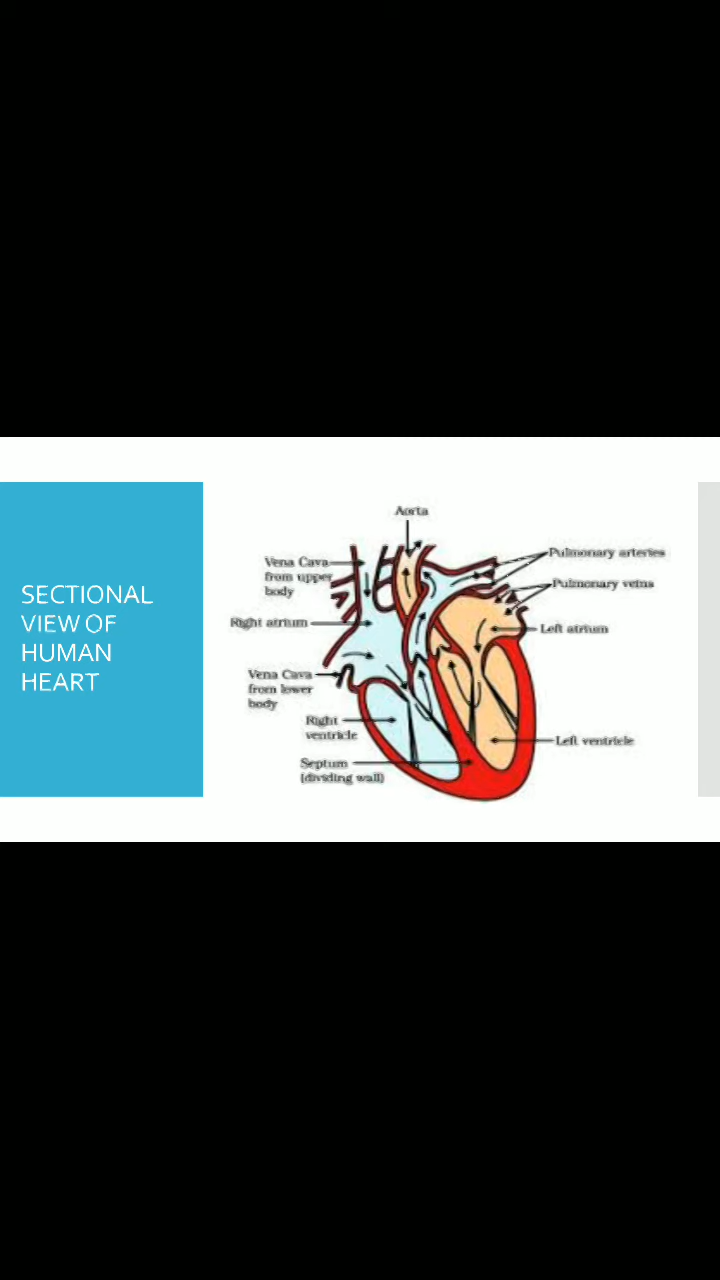 SECTIONAL
VIEW OF
HUMAN
HEART
Aorta
Vena Cava
from upper
body
Right atrium
Vena Cava
from lower
body
Right
ventricle
Septum
(dividing wall)
Pulmonary arteries
Pulmonary veins
Left atrium
Left ventricle